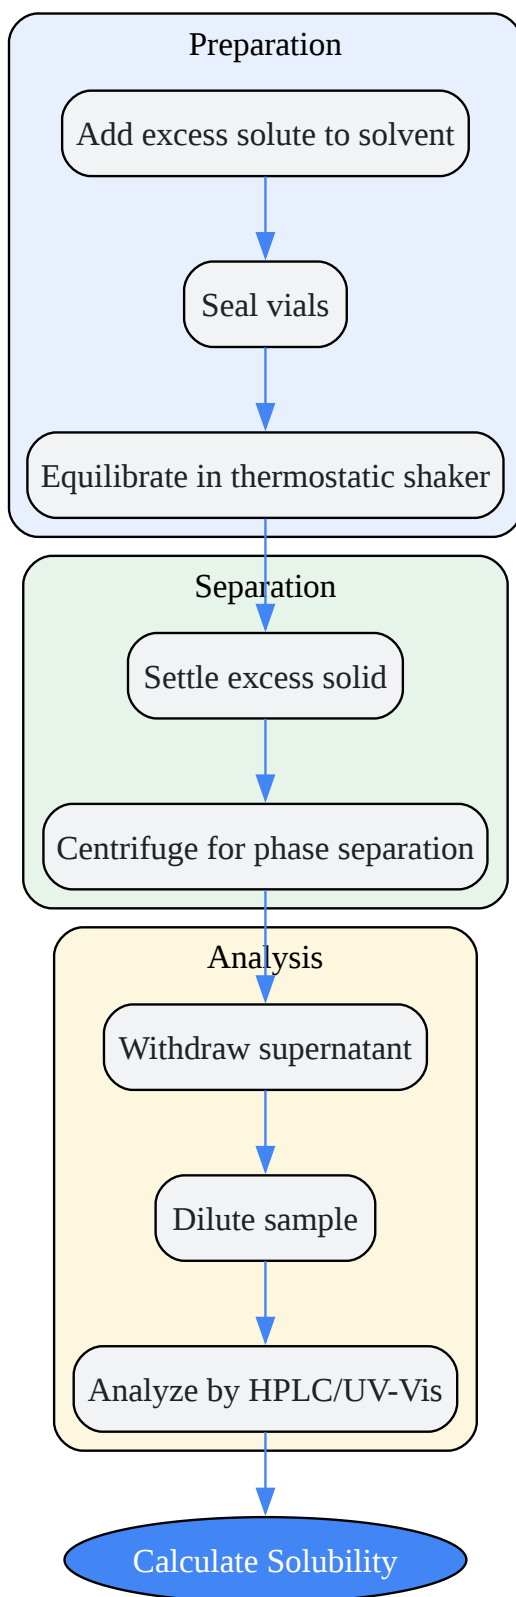 Preparation
Add excess solute to solvent
Seal vials
Equilibrate in thermostatic shaker
Separation
Settle excess solid
Centrifuge for phase separation
Analysis
Withdraw supernatant
Dilute sample
Analyze by HPLC/UV-Vis
Calculate Solubility